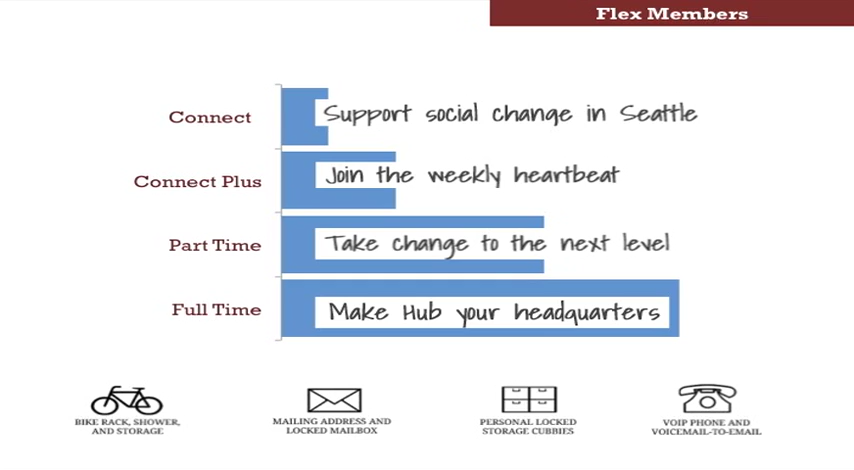 Flex Members
Connect
Support social change in Seattle
Connect Plus
Join the weekly heartbeat
Part Time
Take change to the next level
Full Time
Make Hub your headquarters
BIKE RACK, SHOWER,
AND STORAGE
MAILING ADDRESS AND
LOCKED MAILBOX
PERSONAL LOCKED
STORAGE CUBBIES
VOIP PHONE AND
VOICEMAIL-TO-EMAIL